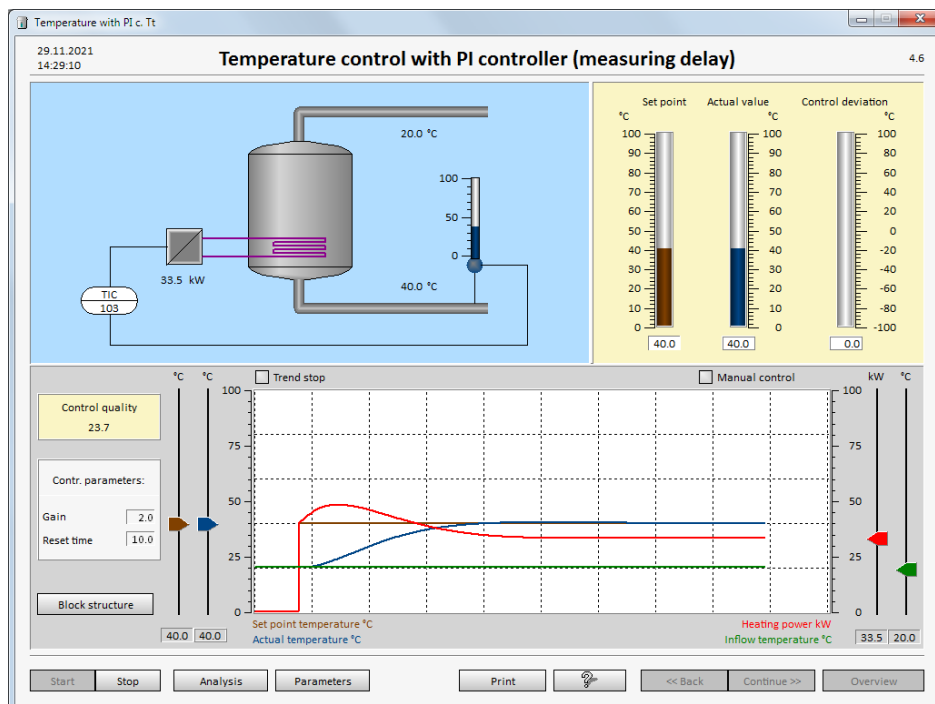 Temperature with PI c. Tt
29.11.2021
14:29:10
Temperature control with PI controller (measuring delay)
4.6
20.0 °C
100
50
0
33.5 kW
40.0 °C
TIC
103
Set point
Actual value
Control deviation
°C
°C
°C
100
90
80
70
60
50
40
30
20
10
0
100
90
80
70
60
50
40
30
20
10
0
100
80
60
40
20
0
-20
-40
-60
-80
-100
40.0
40.0
0.0
°C
°C
Trend stop
Manual control
kW
°C
Control quality
23.7
Contr. parameters:
Gain
2.0
Reset time
10.0
Block structure
100
75
50
25
0
100
75
50
25
0
40.0
40.0
Set point temperature °C
Actual temperature °C
Heating power kW
Inflow temperature °C
33.5
20.0
Start
Stop
Analysis
Parameters
Print
?
<< Back
Continue >>
Overview